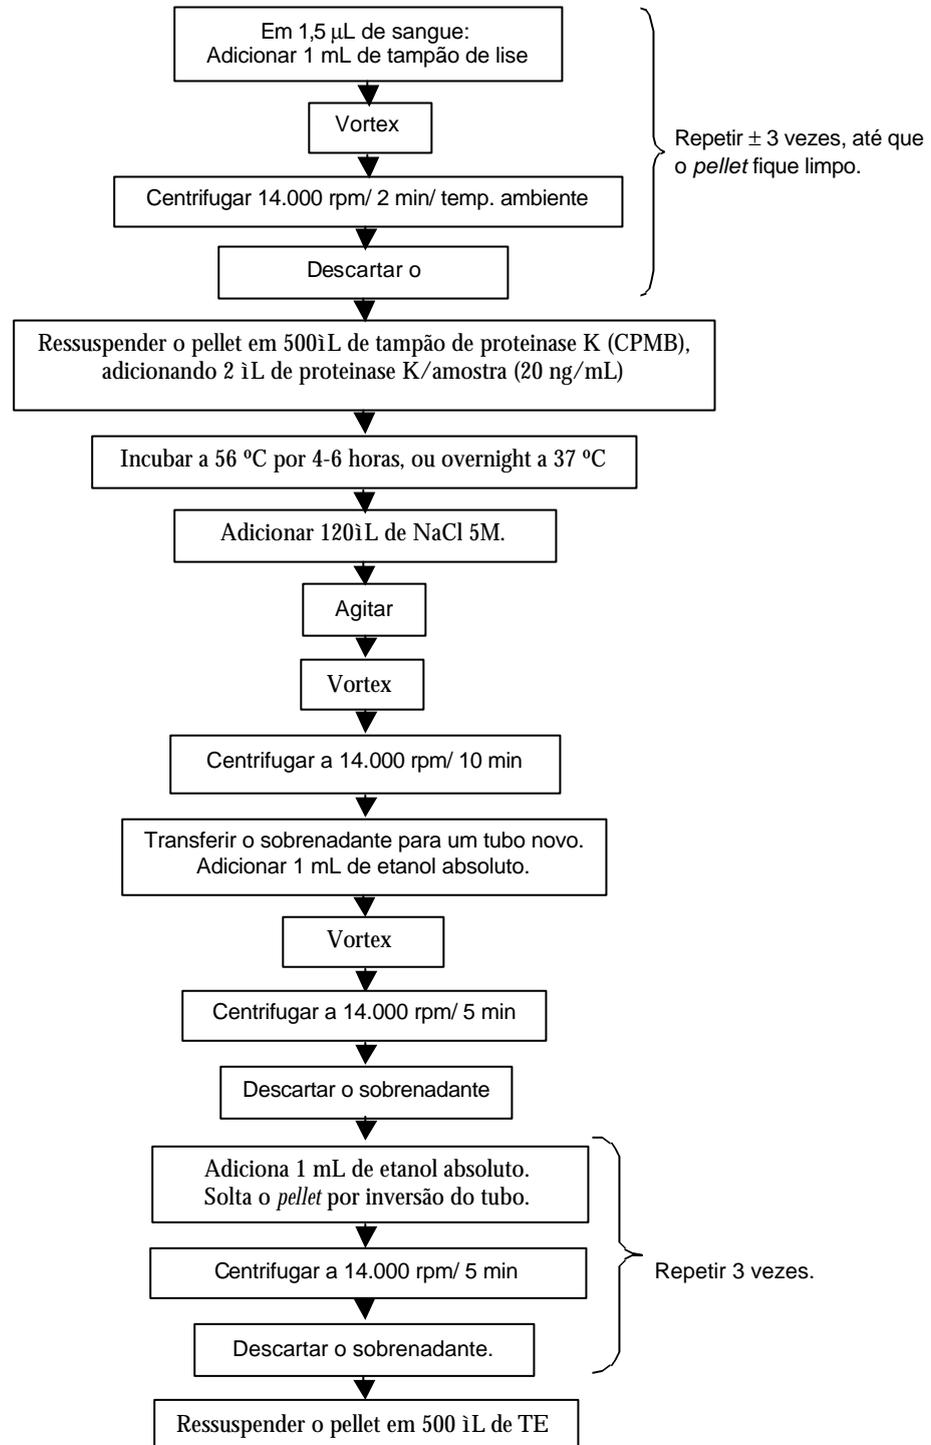 Em 1,5 μL de sangue:
Adicionar 1 mL de tampão de lise
Vortex
Centrifugar 14.000 rpm/ 2 min/ temp. ambiente
Descartar o
Repetir ± 3 vezes, até que
o pellet fique limpo.
Ressuspender o pellet em 500ìL de tampão de proteinase K (CPMB),
adicionando 2 ìL de proteinase K/amostra (20 ng/mL)
Incubar a 56 ºC por 4-6 horas, ou overnight a 37 ºC
Adicionar 120ìL de NaCl 5M.
Agitar
Vortex
Centrifugar a 14.000 rpm/ 10 min
Transferir o sobrenadante para um tubo novo.
Adicionar 1 mL de etanol absoluto.
Vortex
Centrifugar a 14.000 rpm/ 5 min
Descartar o sobrenadante
Adiciona 1 mL de etanol absoluto.
Solta o pellet por inversão do tubo.
Centrifugar a 14.000 rpm/ 5 min
Descartar o sobrenadante.
Repetir 3 vezes.
Ressuspender o pellet em 500 ìL de TE